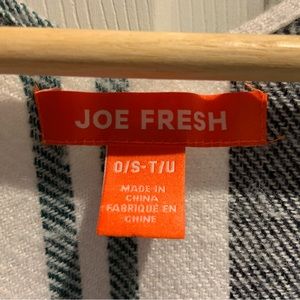 JOE FRESH
O/S-T/U
MADE IN
CHINA
FABRIQUÉ EN
CHINE